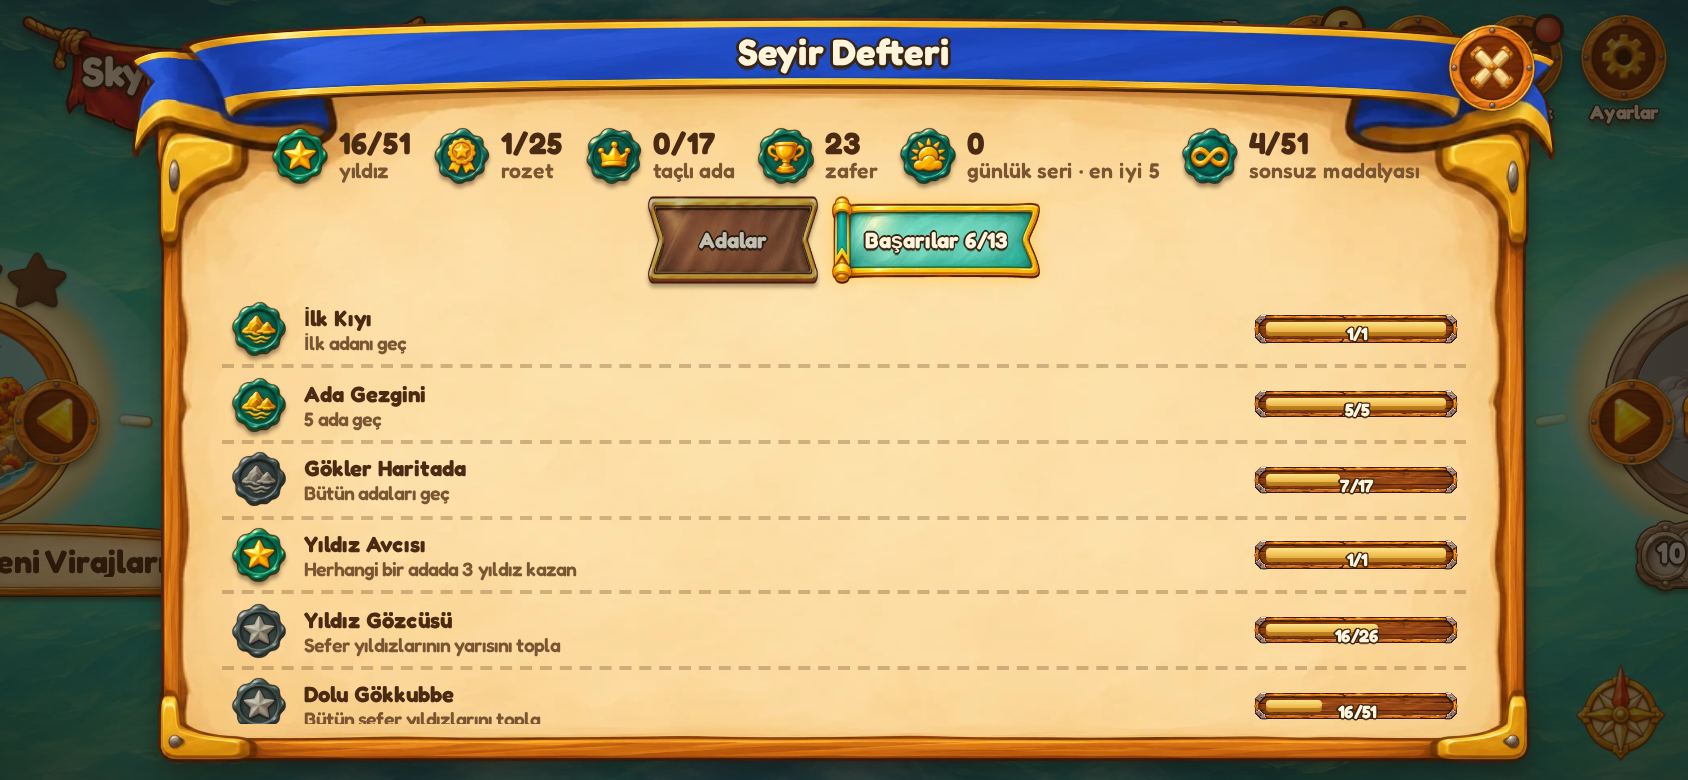 Seyir Defteri
Sky
Ayarlar
16/51
yıldız
1/25
rozet
0/17
taçlı ada
23
zafer
0
günlük seri · en iyi 5
4/51
sonsuz madalyası
Adalar
Başarılar 6/13
İlk Kıyı
İlk adanı geç
1/1
Ada Gezgini
5 ada geç
5/5
Gökler Haritada
Bütün adaları geç
7/17
Yıldız Avcısı
Herhangi bir adada 3 yıldız kazan
1/1
eni Virajları
10
Yıldız Gözcüsü
Sefer yıldızlarının yarısını topla
16/26
Dolu Gökkubbe
Bütün sefer yıldızlarını topla
16/51